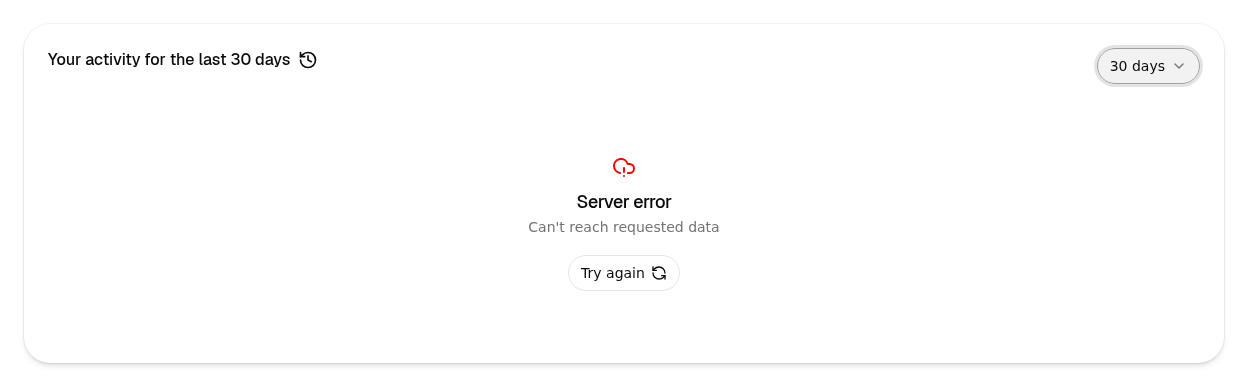 Your activity for the last 30 days
30 days
Server error
Can't reach requested data
Try again